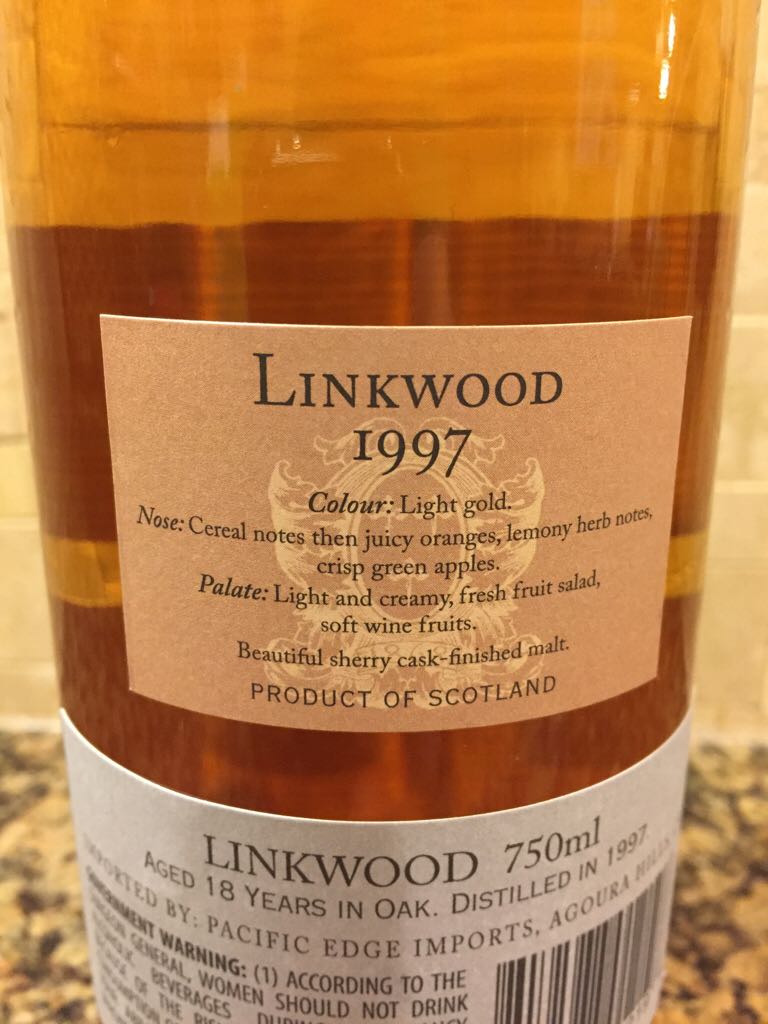 LINKWOOD
1997
Colour: Light gold.
Nose: Cereal notes then juicy oranges, lemony herb notes,
crisp green apples.
Palate: Light and creamy, fresh fruit salad,
soft wine fruits.
Beautiful sherry cask-finished malt.
PRODUCT OF SCOTLAND
LINKWOOD 750ml
AGED 18 YEARS IN OAK. DISTILLED IN 1997
IMPORTED BY: PACIFIC EDGE IMPORTS, AGOURA HILLS
GOVERNMENT WARNING: (1) ACCORDING TO THE
GENERAL, WOMEN SHOULD NOT DRINK
BEVERAGES
OF THE